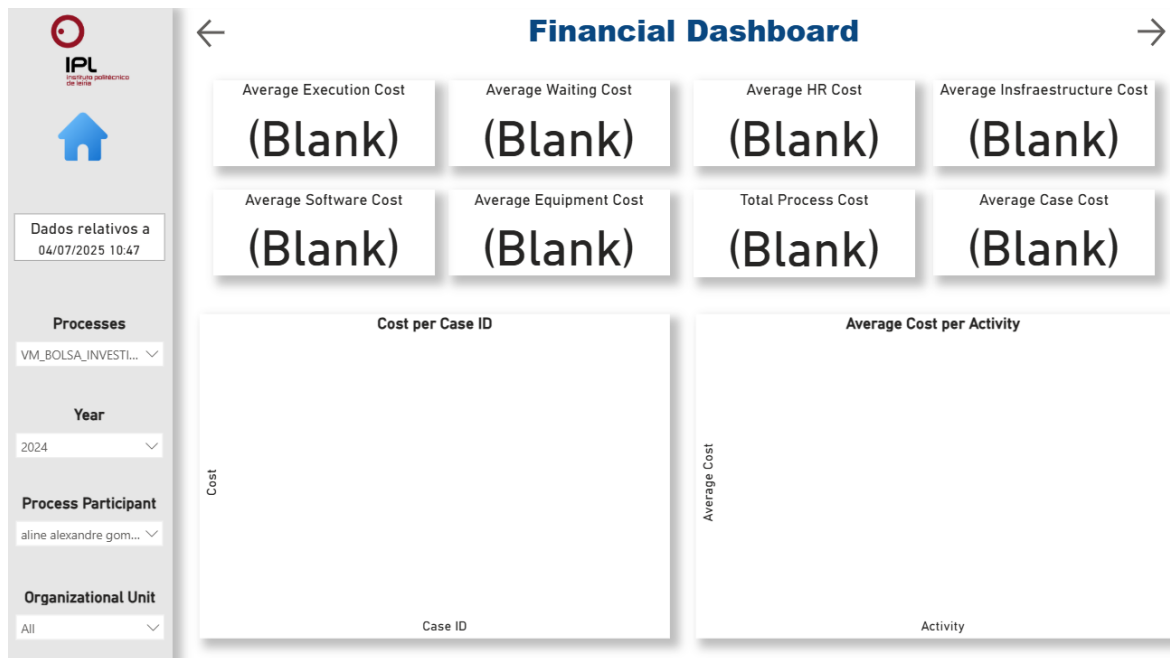 IPL
instituto politécnico
de leiria
Dados relativos a
04/07/2025 10:47
Processes
VM_BOLSA_INVESTI...
Year
2024
Process Participant
aline alexandre gom...
Organizational Unit
All
Financial Dashboard
Average Execution Cost
(Blank)
Average Waiting Cost
(Blank)
Average HR Cost
(Blank)
Average Insfraestructure Cost
(Blank)
Average Software Cost
(Blank)
Average Equipment Cost
(Blank)
Total Process Cost
(Blank)
Average Case Cost
(Blank)
Cost per Case ID
Cost
Case ID
Average Cost per Activity
Average Cost
Activity